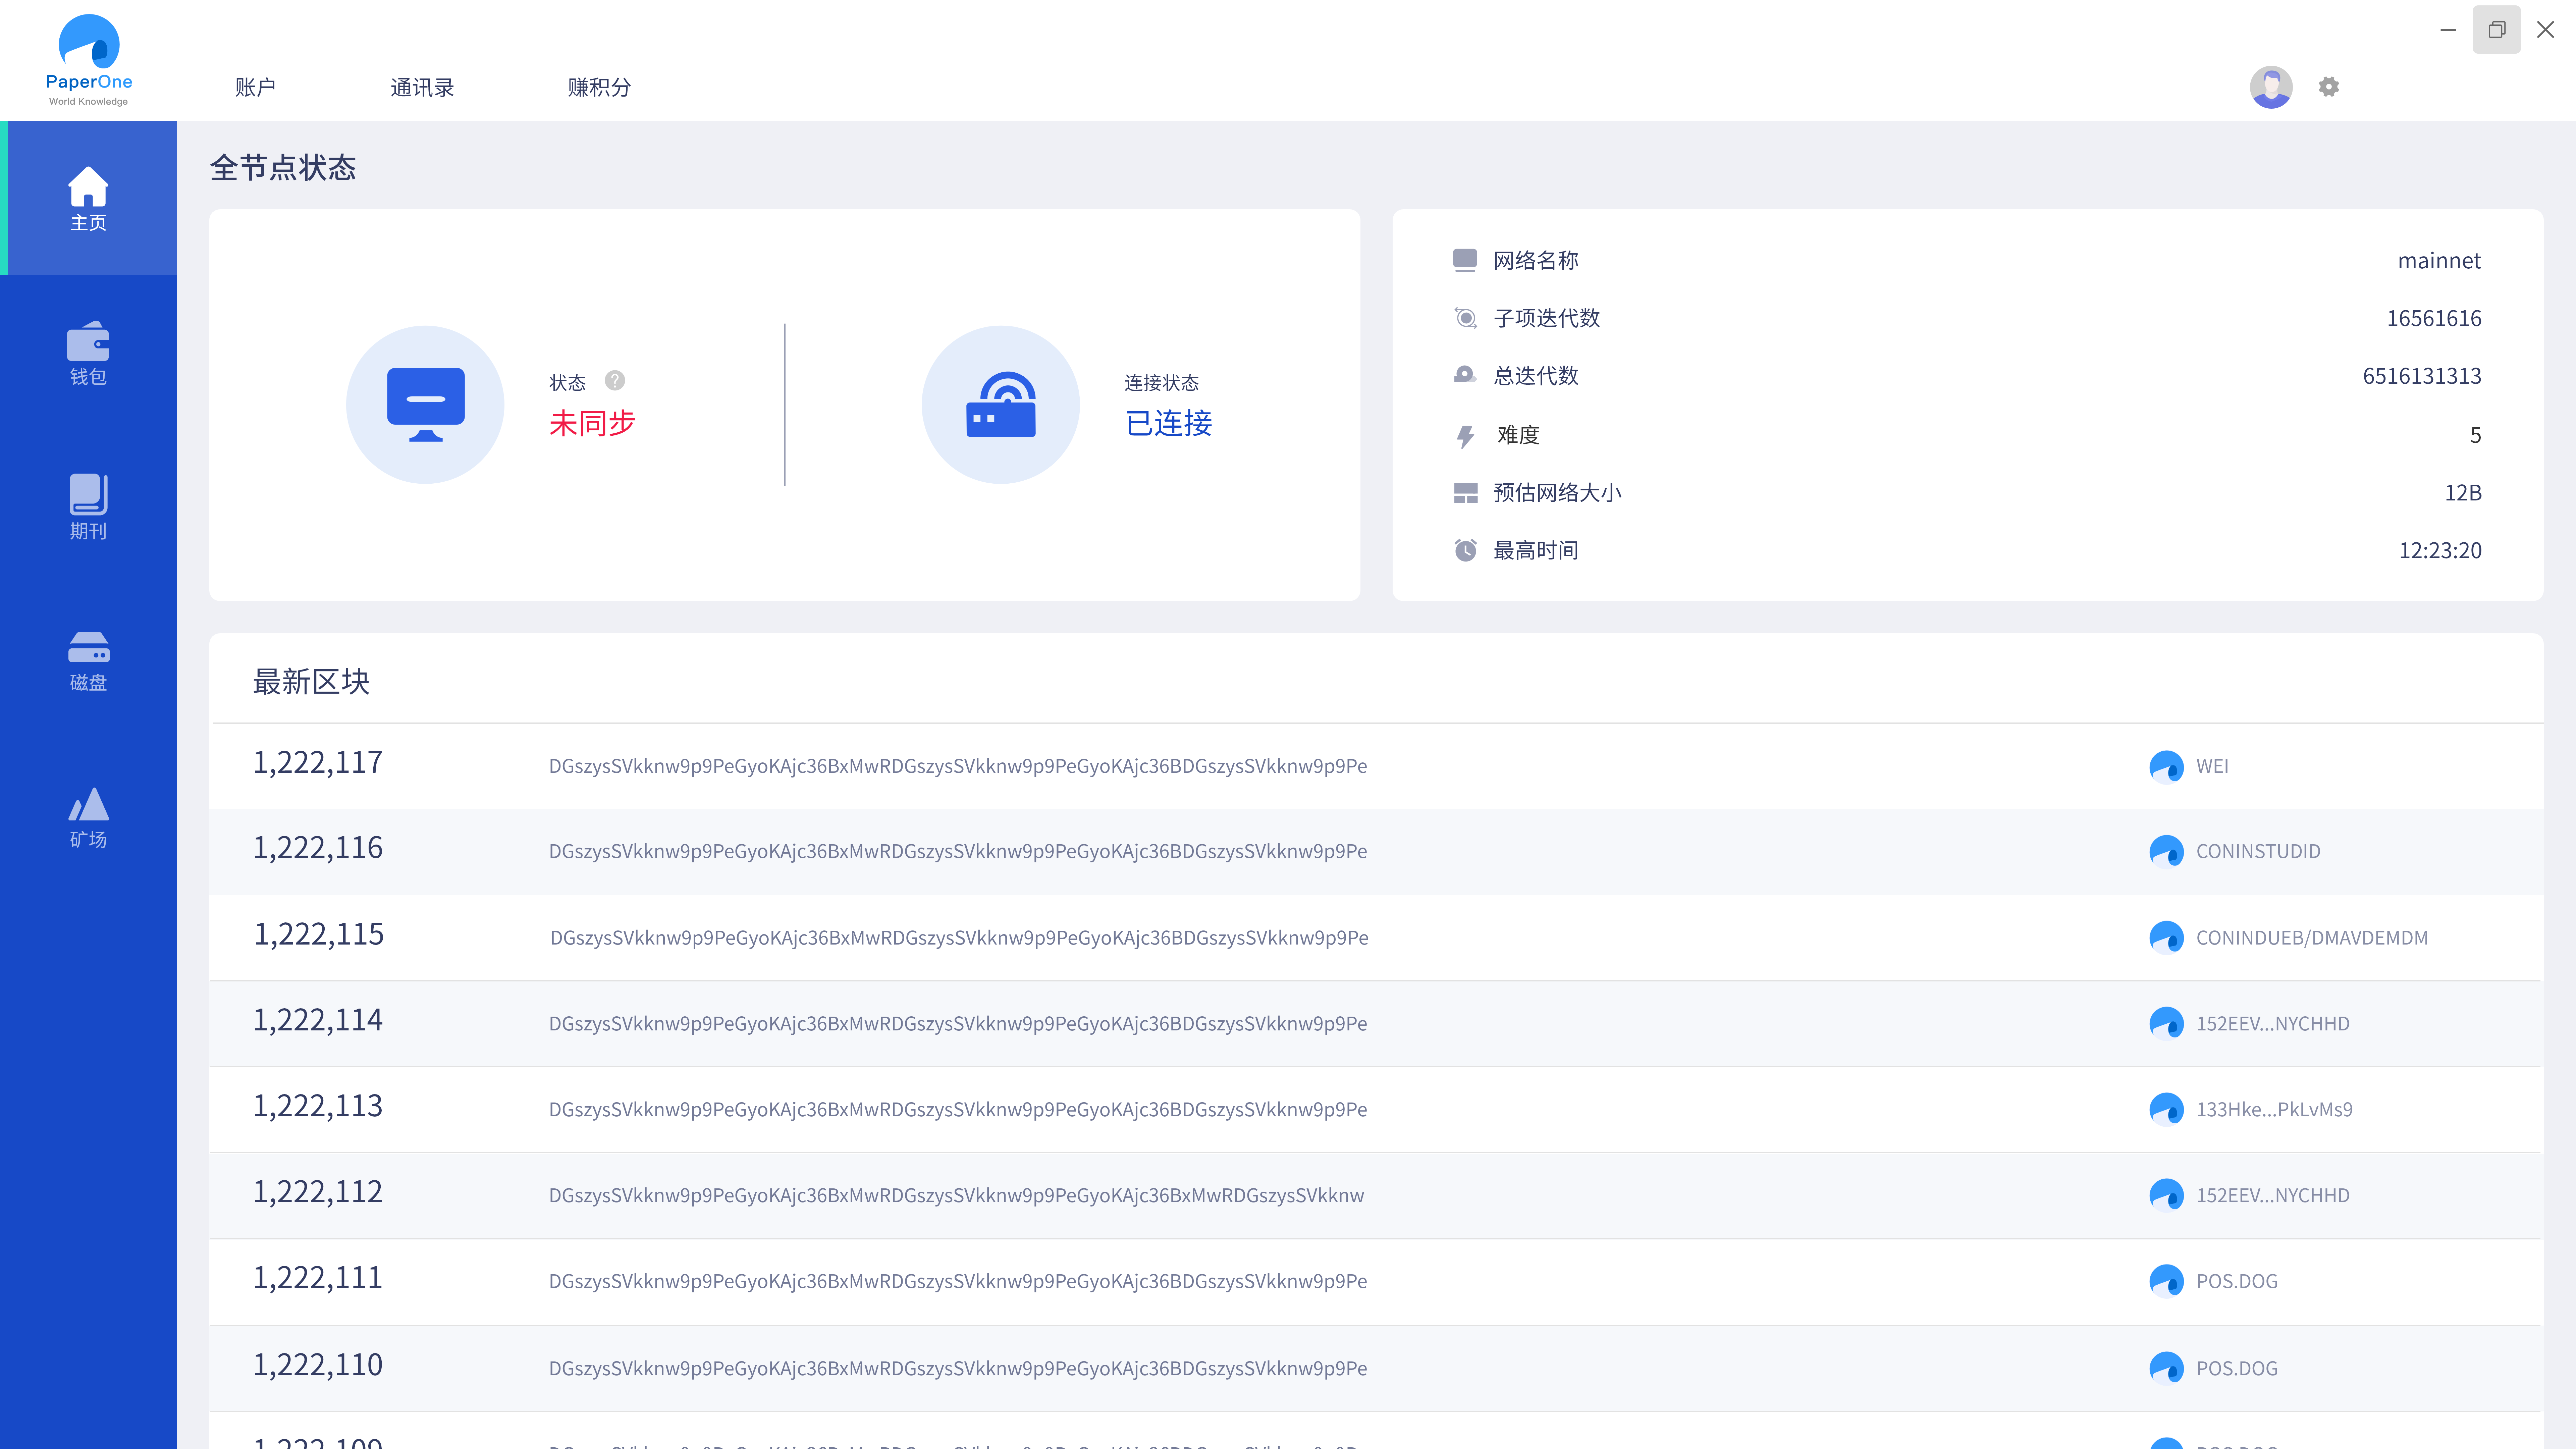 PaperOne
World Knowledge
账户
通讯录
赚积分
主页
钱包
期刊
磁盘
矿场
全节点状态
状态 ?
未同步
连接状态
已连接
网络名称 mainnet
子项迭代数 16561616
总迭代数 6516131313
难度 5
预估网络大小 12B
最高时间 12:23:20
最新区块
1,222,117 DGszysSVkknw9p9PeGyoKAjc36BxMwRDGszysSVkknw9p9PeGyoKAjc36BDGszysSVkknw9p9Pe WEI
1,222,116 DGszysSVkknw9p9PeGyoKAjc36BxMwRDGszysSVkknw9p9PeGyoKAjc36BDGszysSVkknw9p9Pe CONINSTUDID
1,222,115 DGszysSVkknw9p9PeGyoKAjc36BxMwRDGszysSVkknw9p9PeGyoKAjc36BDGszysSVkknw9p9Pe CONINDUEB/DMAVDEMDM
1,222,114 DGszysSVkknw9p9PeGyoKAjc36BxMwRDGszysSVkknw9p9PeGyoKAjc36BDGszysSVkknw9p9Pe 152EEV...NYCHHD
1,222,113 DGszysSVkknw9p9PeGyoKAjc36BxMwRDGszysSVkknw9p9PeGyoKAjc36BDGszysSVkknw9p9Pe 133Hke...PkLvMs9
1,222,112 DGszysSVkknw9p9PeGyoKAjc36BxMwRDGszysSVkknw9p9PeGyoKAjc36BxMwRDGszysSVkknw 152EEV...NYCHHD
1,222,111 DGszysSVkknw9p9PeGyoKAjc36BxMwRDGszysSVkknw9p9PeGyoKAjc36BDGszysSVkknw9p9Pe POS.DOG
1,222,110 DGszysSVkknw9p9PeGyoKAjc36BxMwRDGszysSVkknw9p9PeGyoKAjc36BDGszysSVkknw9p9Pe POS.DOG
1,222,109